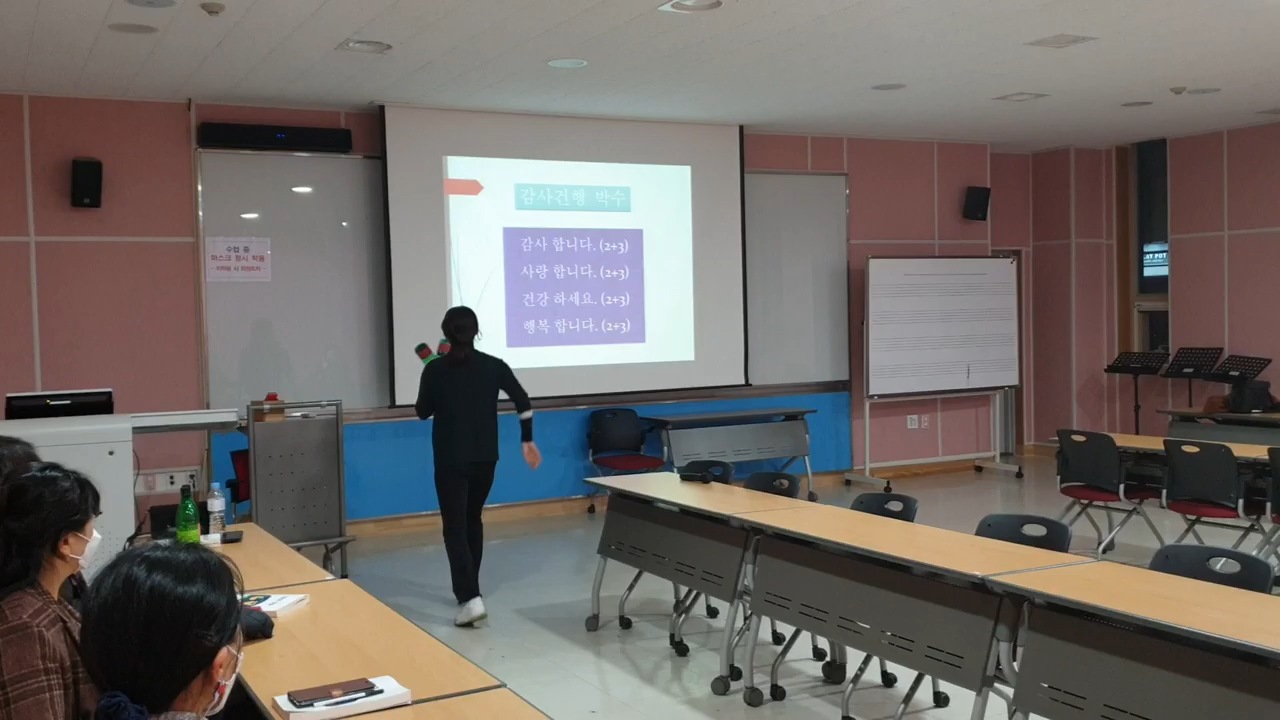 감사건행 박수
감사 합니다. (2+3)
사랑 합니다. (2+3)
건강 하세요. (2+3)
행복 합니다. (2+3)
수업 중
마스크 항시 착용